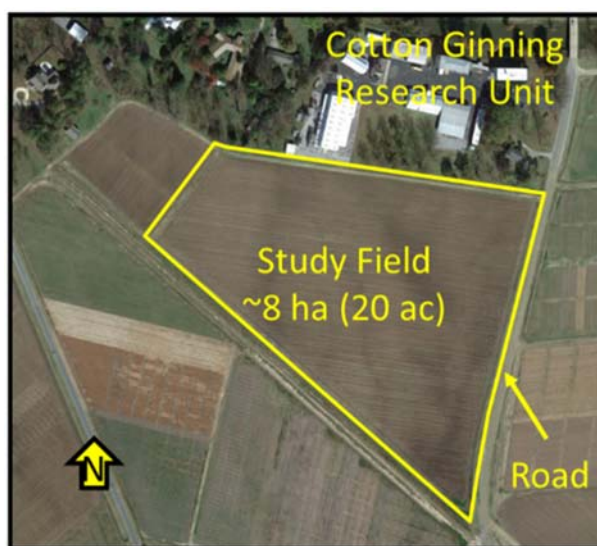 Cotton Ginning
Research Unit
Study Field
~8 ha (20 ac)
Road
N